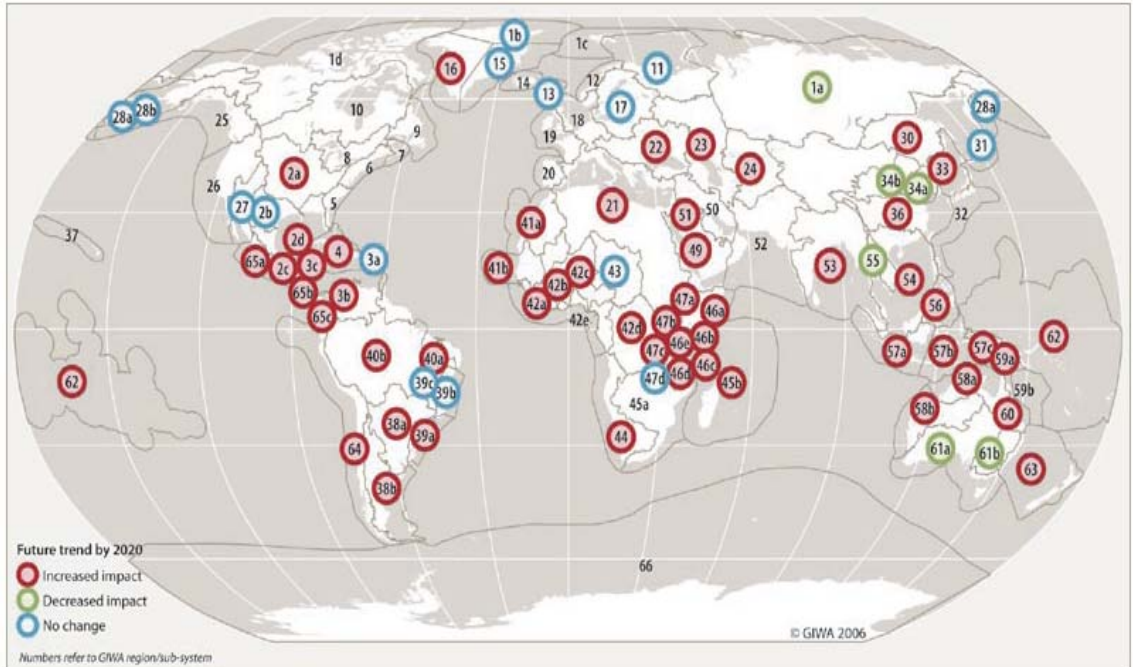 1b
1c
1d
15
16
11
12
14
13
1a
28a
28b
10
17
28a
25
9
18
30
31
19
22
23
8
7
6
33
24
2a
20
34b
34a
26
5
27
2b
21
41a
51
50
36
32
37
2d
4
3a
65a
2c
3c
41b
42c
43
49
52
53
55
54
65b
3b
42b
42a
47a
46a
56
65c
42e
42d
47b
46b
62
40b
40a
47c
46e
57a
57b
57c
59a
62
39c
39b
47d
46d
46c
45b
58a
59b
45a
58b
60
38a
39a
44
64
61a
61b
63
38b
66
Future trend by 2020
Increased impact
Decreased impact
No change
© GIWA 2006
Numbers refer to GIWA region/sub-system